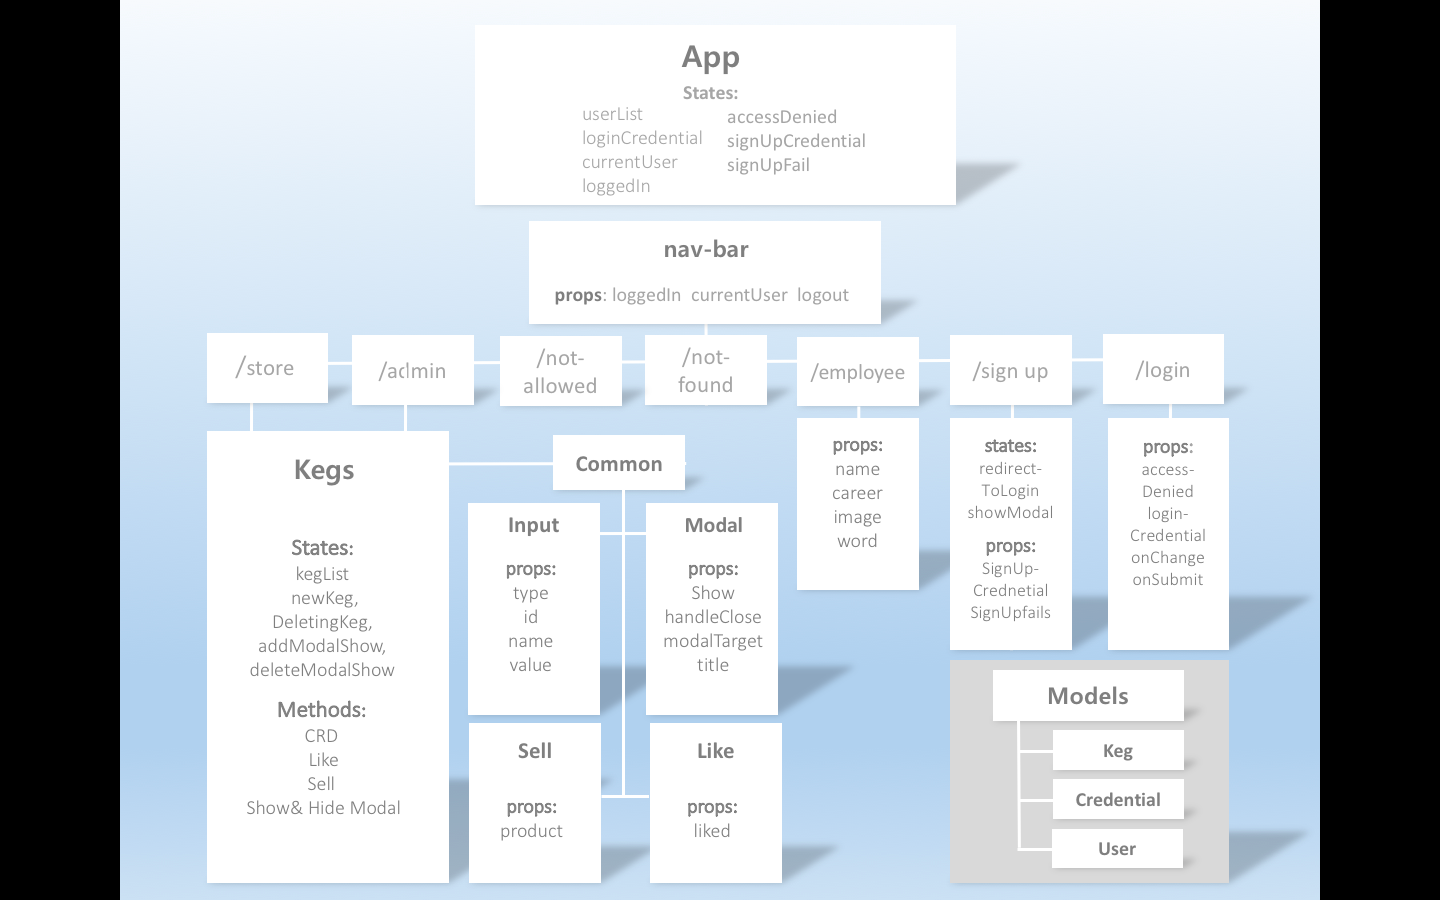 App
States:
userList
loginCredential
currentUser
loggedIn
accessDenied
signUpCredential
signUpFail
nav-bar
props: loggedIn currentUser logout
/store
/admin
/not-
allowed
/not-
found
/employee
/sign up
/login
Kegs
States:
kegList
newKeg,
DeletingKeg,
addModalShow,
deleteModalShow
Methods:
CRD
Like
Sell
Show& Hide Modal
Common
Input
props:
type
id
name
value
Modal
props:
Show
handleClose
modalTarget
title
Sell
props:
product
Like
props:
liked
props:
name
career
image
word
states:
redirect-
ToLogin
showModal
props:
SignUp-
Crednetial
SignUpfails
props:
access-
Denied
login-
Credential
onChange
onSubmit
Models
Keg
Credential
User